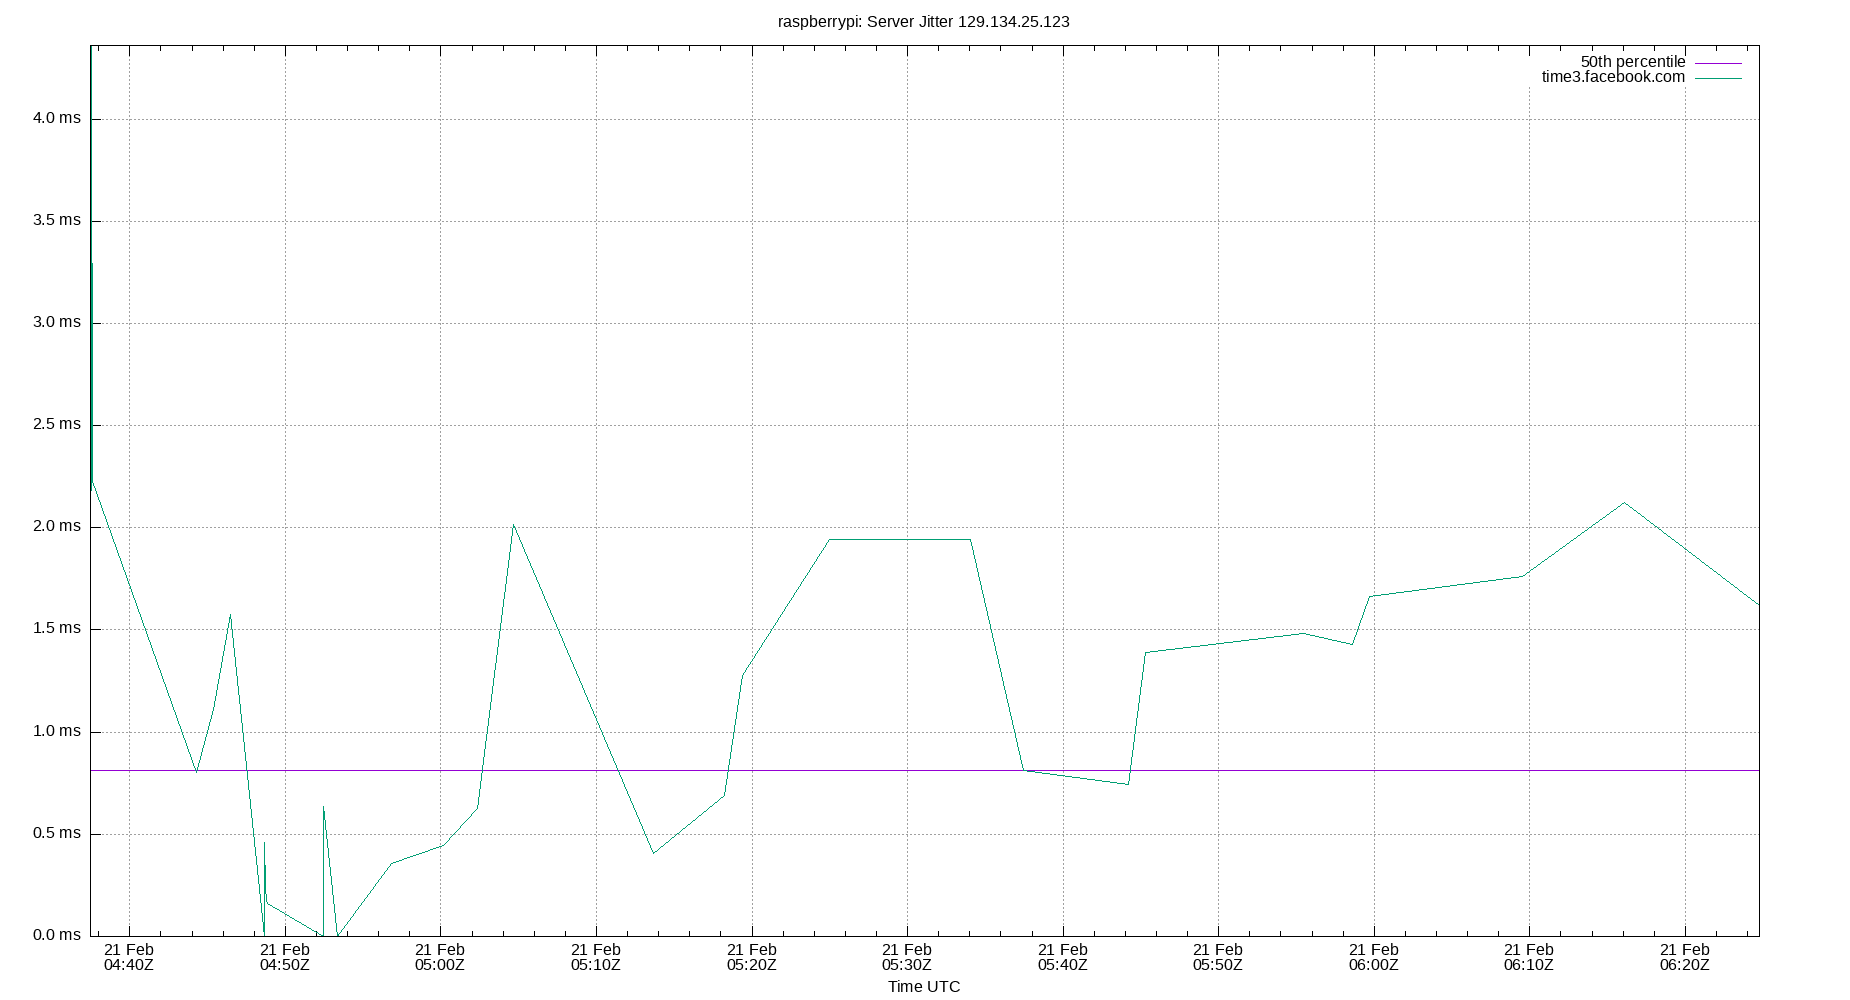 raspberrypi: Server Jitter 129.134.25.123
50th percentile
time3.facebook.com
4.0 ms
3.5 ms
3.0 ms
2.5 ms
2.0 ms
1.5 ms
1.0 ms
0.5 ms
0.0 ms
21 Feb 21 Feb 21 Feb 21 Feb 21 Feb 21 Feb 21 Feb 21 Feb 21 Feb 21 Feb 21 Feb
04:40Z 04:50Z 05:00Z 05:10Z 05:20Z 05:30Z 05:40Z 05:50Z 06:00Z 06:10Z 06:20Z
Time UTC